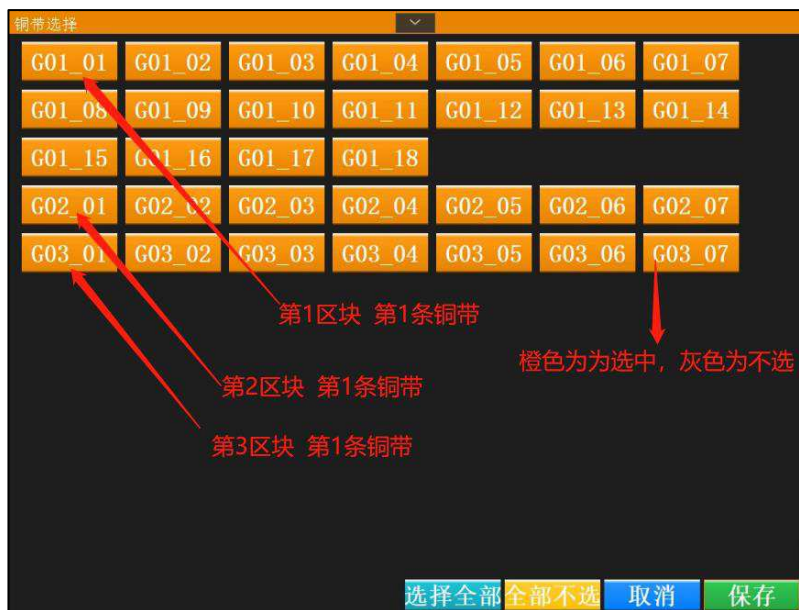 铜带选择
G01_01 G01_02 G01_03 G01_04 G01_05 G01_06 G01_07
G01_08 G01_09 G01_10 G01_11 G01_12 G01_13 G01_14
G01_15 G01_16 G01_17 G01_18
G02_01 G02_02 G02_03 G02_04 G02_05 G02_06 G02_07
G03_01 G03_02 G03_03 G03_04 G03_05 G03_06 G03_07
第1区块 第1条铜带
橙色为为选中，灰色为不选
第2区块 第1条铜带
第3区块 第1条铜带
选择全部 全部不选 取消 保存